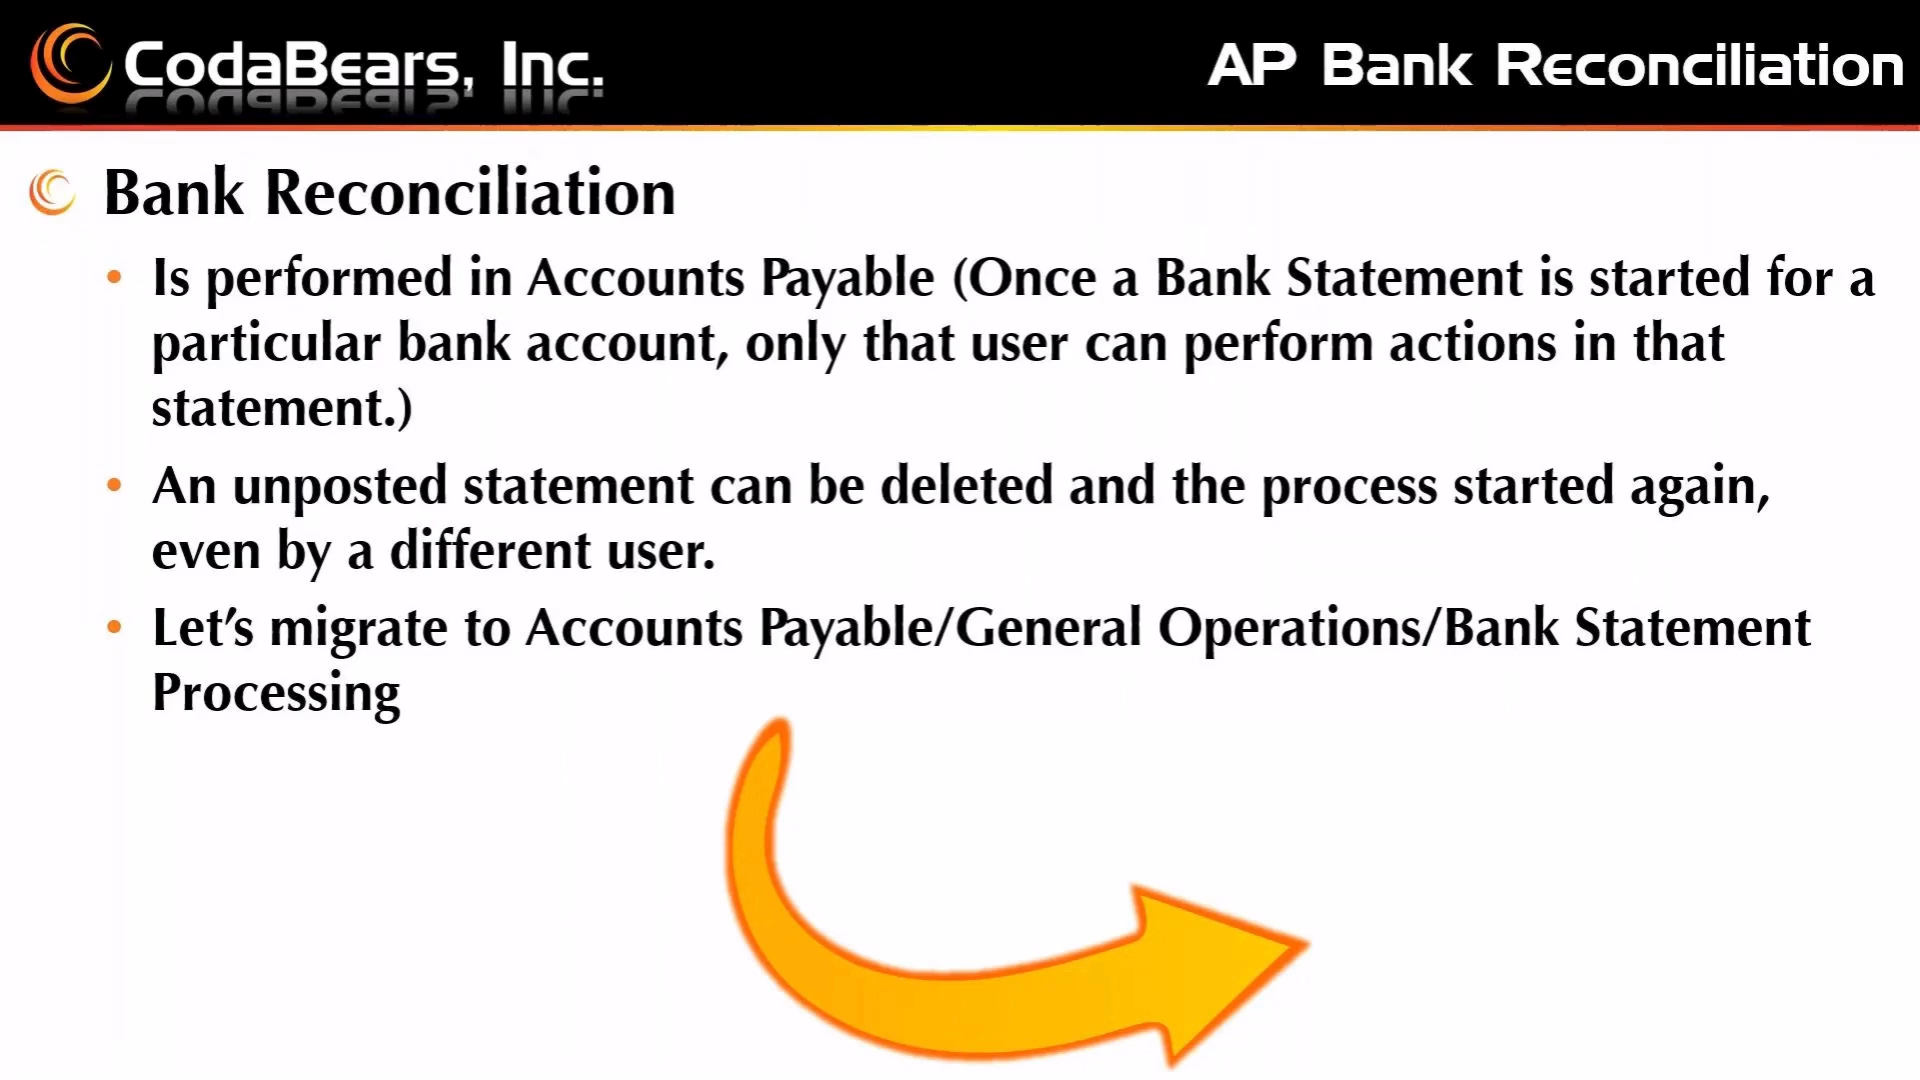 CodaBears, Inc.
AP Bank Reconciliation
Bank Reconciliation
• Is performed in Accounts Payable (Once a Bank Statement is started for a
particular bank account, only that user can perform actions in that
statement.)
• An unposted statement can be deleted and the process started again,
even by a different user.
• Let’s migrate to Accounts Payable/General Operations/Bank Statement
Processing